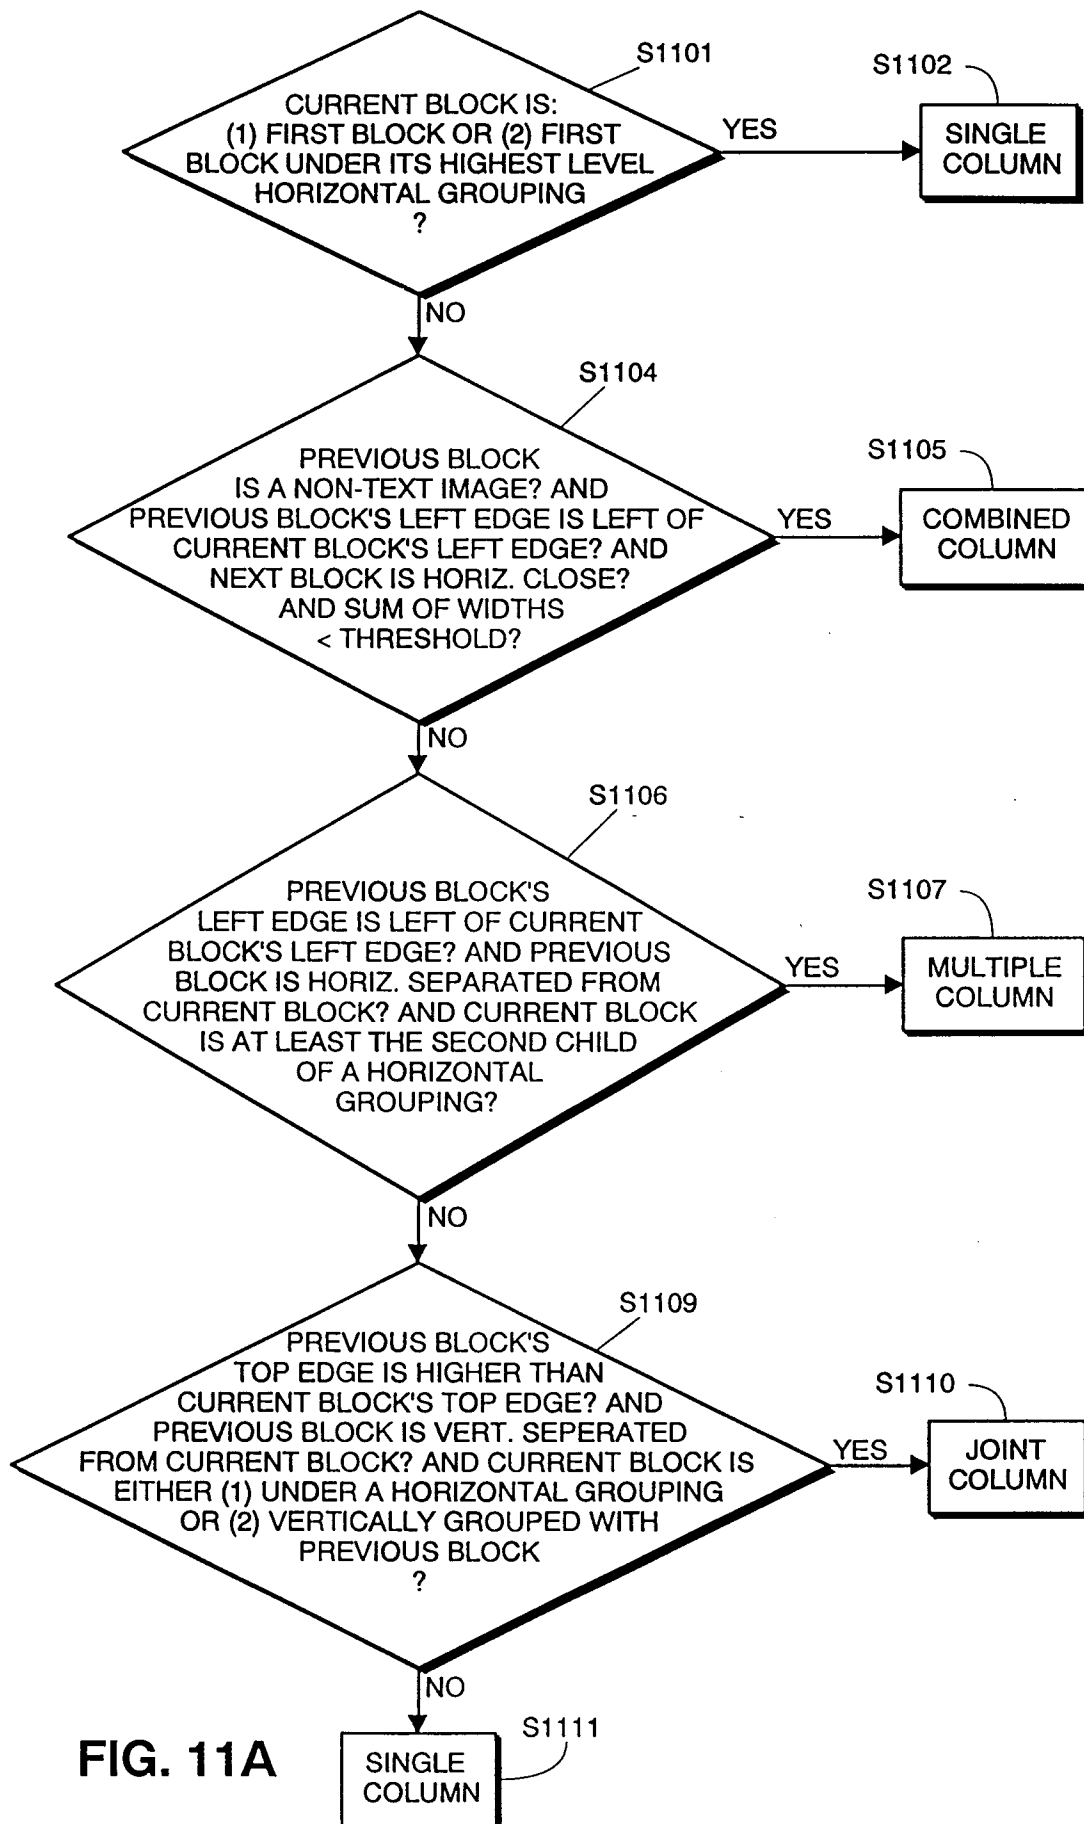 S1101
CURRENT BLOCK IS:
(1) FIRST BLOCK OR (2) FIRST
BLOCK UNDER ITS HIGHEST LEVEL
HORIZONTAL GROUPING
?
YES
S1102
SINGLE
COLUMN
NO
S1104
PREVIOUS BLOCK
IS A NON-TEXT IMAGE? AND
PREVIOUS BLOCK'S LEFT EDGE IS LEFT OF
CURRENT BLOCK'S LEFT EDGE? AND
NEXT BLOCK IS HORIZ. CLOSE?
AND SUM OF WIDTHS
< THRESHOLD?
YES
S1105
COMBINED
COLUMN
NO
S1106
PREVIOUS BLOCK'S
LEFT EDGE IS LEFT OF CURRENT
BLOCK'S LEFT EDGE? AND PREVIOUS
BLOCK IS HORIZ. SEPARATED FROM
CURRENT BLOCK? AND CURRENT BLOCK
IS AT LEAST THE SECOND CHILD
OF A HORIZONTAL
GROUPING?
YES
S1107
MULTIPLE
COLUMN
NO
S1109
PREVIOUS BLOCK'S
TOP EDGE IS HIGHER THAN
CURRENT BLOCK'S TOP EDGE? AND
PREVIOUS BLOCK IS VERT. SEPERATED
FROM CURRENT BLOCK? AND CURRENT BLOCK IS
EITHER (1) UNDER A HORIZONTAL GROUPING
OR (2) VERTICALLY GROUPED WITH
PREVIOUS BLOCK
?
YES
S1110
JOINT
COLUMN
NO
S1111
SINGLE
COLUMN
FIG. 11A